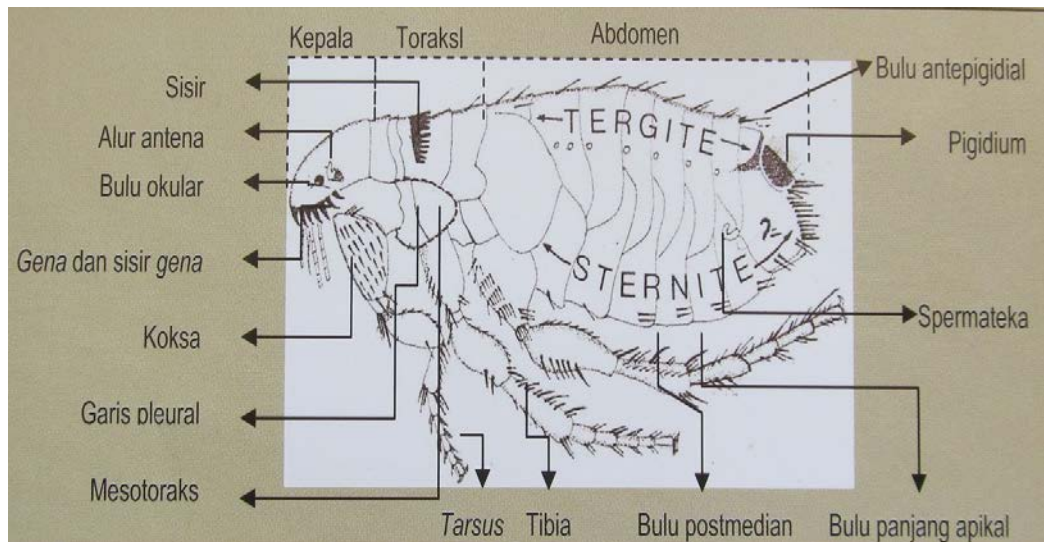 Kepala
Toraksl
Abdomen
Sisir
Bulu antepigidial
Alur antena
TERGITE
Pigidium
Bulu okular
Gena dan sisir gena
STERNITE
Koksa
Spermateka
Garis pleural
Mesotoraks
Tarsus
Tibia
Bulu postmedian
Bulu panjang apikal